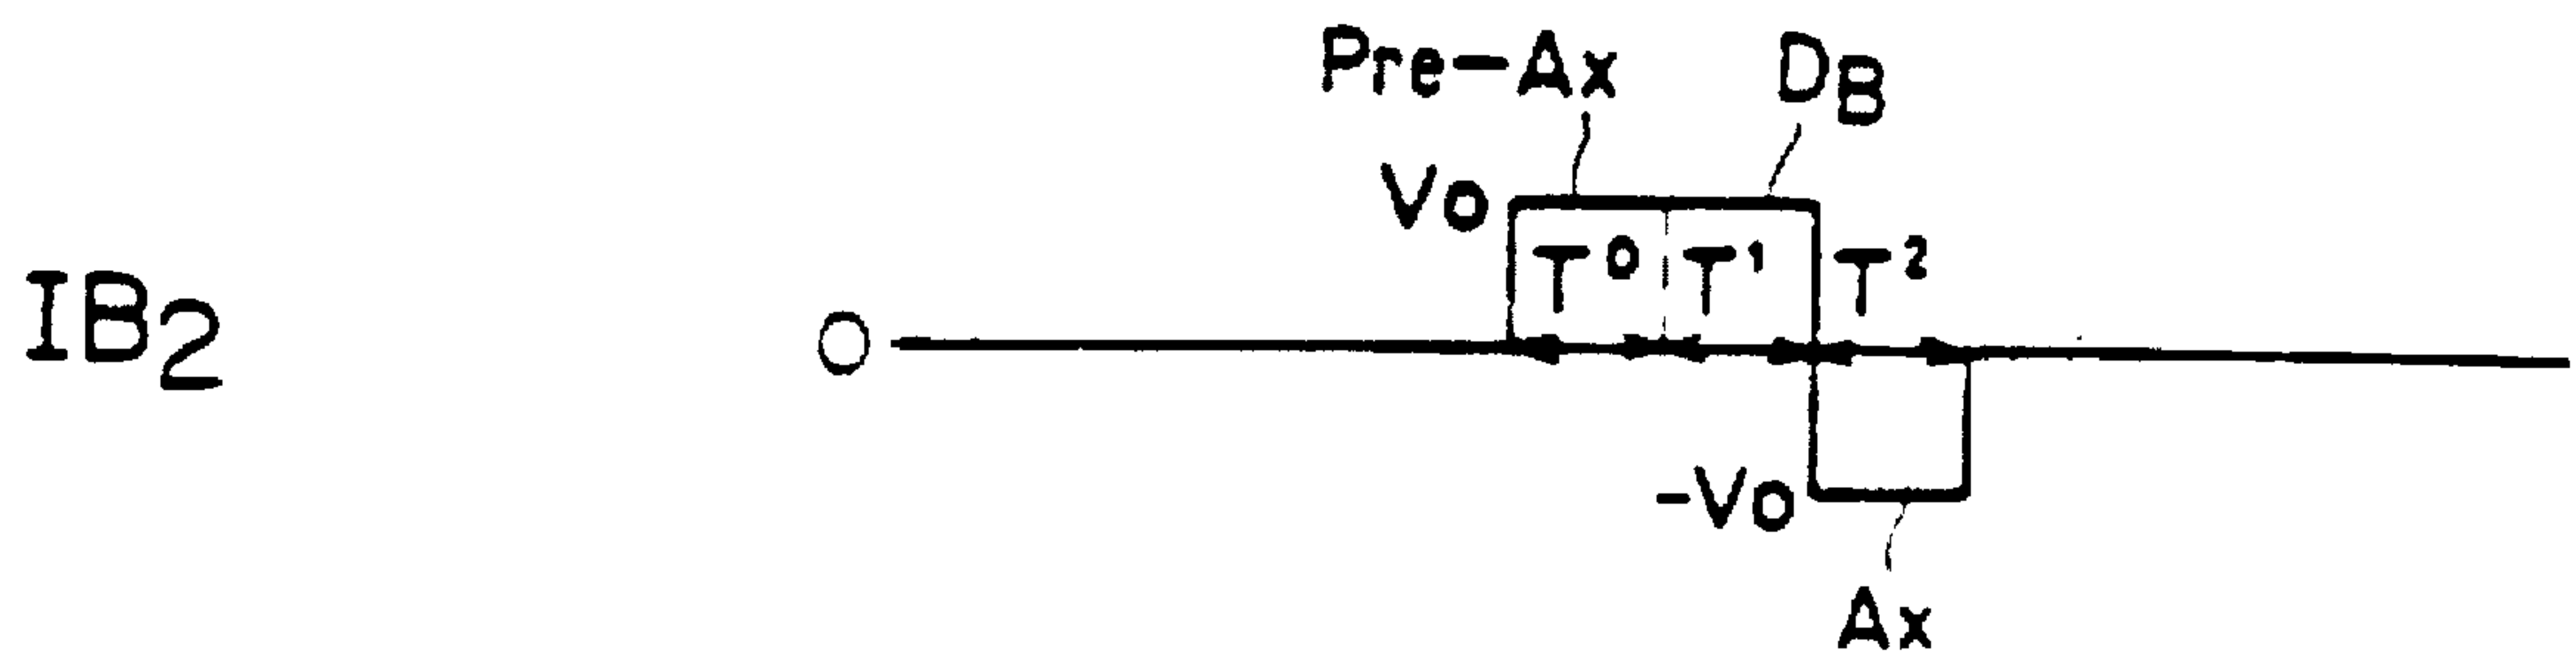 Pre-Ax DB
Vo
T⁰ T¹ T²
IB2 O
-Vo
Ax